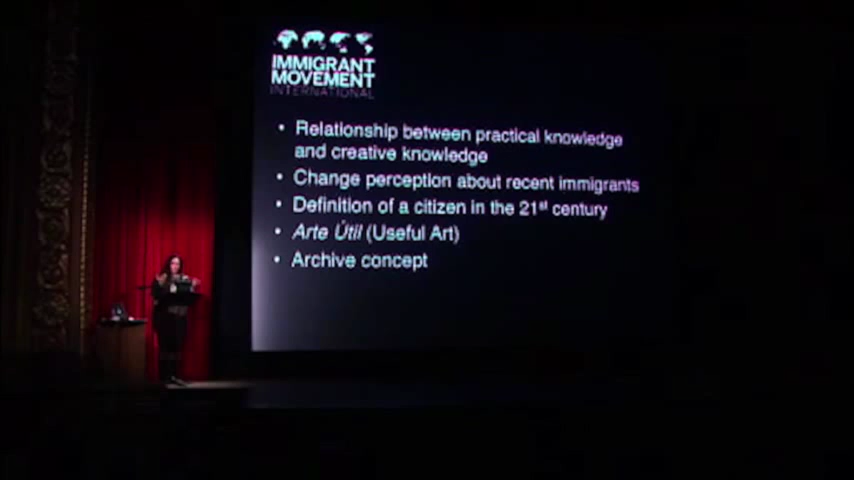 IMMIGRANT
MOVEMENT
INTERNATIONAL
• Relationship between practical knowledge
and creative knowledge
• Change perception about recent immigrants
• Definition of a citizen in the 21st century
• Arte Útil (Useful Art)
• Archive concept